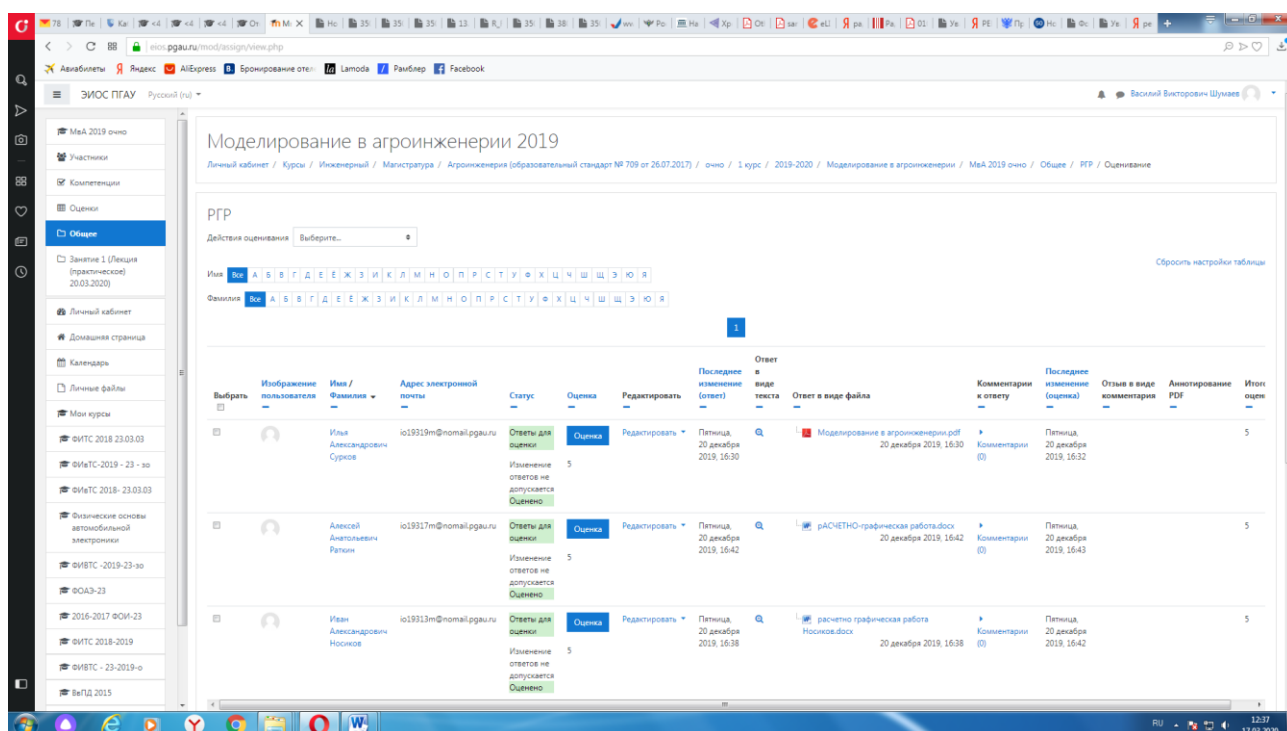 eios.pgau.ru/mod/assign/view.php
Авиабилеты Яндекс AliExpress Бронирование отел Lamoda Рамблер Facebook
ЭИОС ПГАУ Русский (ru)
Василий Викторович Шумаев
МвА 2019 очно
Участники
Компетенции
Оценки
Общее
Занятие 1 (Лекция
(практическое)
20.03.2020)
Личный кабинет
Домашняя страница
Календарь
Личные файлы
Мои курсы
ФИТС 2018 23.03.03
ФИвТС-2019 - 23 - зо
ФИвТС 2018- 23.03.03
Физические основы
автомобильной
электроники
ФИВТС -2019-23-зо
ФОАЭ-23
2016-2017 ФОИ-23
ФИТС 2018-2019
ФИВТС - 23-2019-о
ВвПД 2015
Моделирование в агроинженерии 2019
Личный кабинет / Курсы / Инженерный / Магистратура / Агроинженерия (образовательный стандарт № 709 от 26.07.2017) / очно / 1 курс / 2019-2020 / Моделирование в агроинженерии / МвА 2019 очно / Общее / РГР / Оценивание
РГР
Действия оценивания Выберите...
Сбросить настройки таблицы
Имя Все А Б В Г Д Е Ё Ж З И К Л М Н О П Р С Т У Ф Х Ц Ч Ш Щ Э Ю Я
Фамилия Все А Б В Г Д Е Ё Ж З И К Л М Н О П Р С Т У Ф Х Ц Ч Ш Щ Э Ю Я
1
Выбрать
Изображение
пользователя
Имя /
Фамилия
Адрес электронной
почты
Статус
Оценка
Редактировать
Последнее
изменение
(ответ)
Ответ
в
виде
текста
Ответ в виде файла
Комментарии
к ответу
Последнее
изменение
(оценка)
Отзыв в виде
комментария
Аннотирование
PDF
Итого
оцен
Илья
Александрович
Сурков
io19319m@nomail.pgau.ru
Ответы для
оценки
Изменение
ответов не
допускается
Оценено
Оценка
5
Редактировать
Пятница,
20 декабря
2019, 16:30
Моделирование в агроинженерии.pdf
20 декабря 2019, 16:30
Комментарии
(0)
Пятница,
20 декабря
2019, 16:32
5
Алексей
Анатольевич
Раткин
io19317m@nomail.pgau.ru
Ответы для
оценки
Изменение
ответов не
допускается
Оценено
Оценка
5
Редактировать
Пятница,
20 декабря
2019, 16:42
рАСЧЕТНО-графическая работа.docx
20 декабря 2019, 16:42
Комментарии
(0)
Пятница,
20 декабря
2019, 16:43
5
Иван
Александрович
Носиков
io19313m@nomail.pgau.ru
Ответы для
оценки
Изменение
ответов не
допускается
Оценено
Оценка
5
Редактировать
Пятница,
20 декабря
2019, 16:38
расчетно графическая работа
Носиков.docx
20 декабря 2019, 16:38
Комментарии
(0)
Пятница,
20 декабря
2019, 16:42
5
RU
12:37
17.03.2020